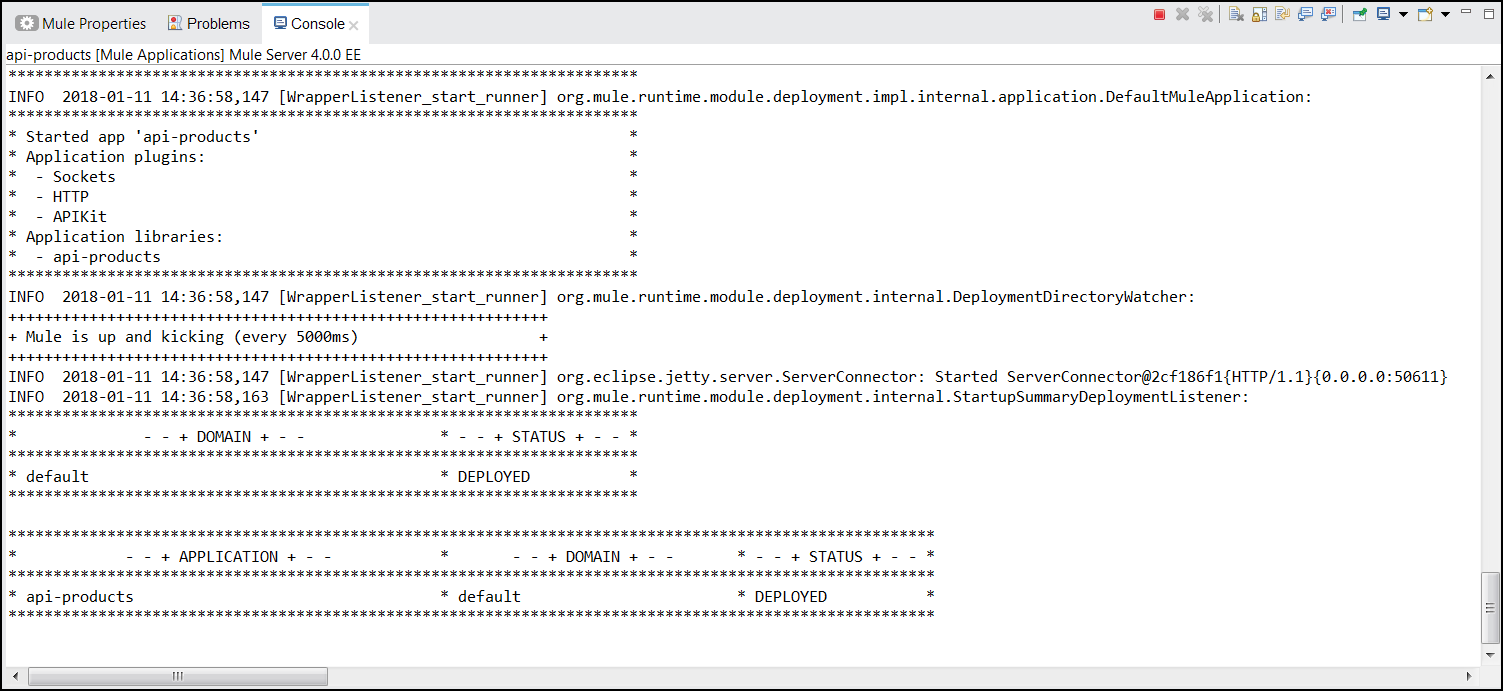 Mule Properties Problems Console
api-products [Mule Applications] Mule Server 4.0.0 EE
**********************************************************************
INFO  2018-01-11 14:36:58,147 [WrapperListener_start_runner] org.mule.runtime.module.deployment.impl.internal.application.DefaultMuleApplication:
**********************************************************************
* Started app 'api-products'                                         *
* Application plugins:                                               *
*  - Sockets                                                         *
*  - HTTP                                                            *
*  - APIKit                                                          *
* Application libraries:                                             *
*  - api-products                                                    *
**********************************************************************
INFO  2018-01-11 14:36:58,147 [WrapperListener_start_runner] org.mule.runtime.module.deployment.internal.DeploymentDirectoryWatcher:
++++++++++++++++++++++++++++++++++++++++++++++++++++++++++++
+ Mule is up and kicking (every 5000ms)                    +
++++++++++++++++++++++++++++++++++++++++++++++++++++++++++++
INFO  2018-01-11 14:36:58,147 [WrapperListener_start_runner] org.eclipse.jetty.server.ServerConnector: Started ServerConnector@2cf186f1{HTTP/1.1}{0.0.0.0:50611}
INFO  2018-01-11 14:36:58,163 [WrapperListener_start_runner] org.mule.runtime.module.deployment.internal.StartupSummaryDeploymentListener:
**********************************************************************
*              - - + DOMAIN + - -               * - - + STATUS + - - *
**********************************************************************
* default                                       * DEPLOYED           *
**********************************************************************

*******************************************************************************************************
*            - - + APPLICATION + - -            *       - - + DOMAIN + - -       * - - + STATUS + - - *
*******************************************************************************************************
* api-products                                  * default                        * DEPLOYED           *
*******************************************************************************************************